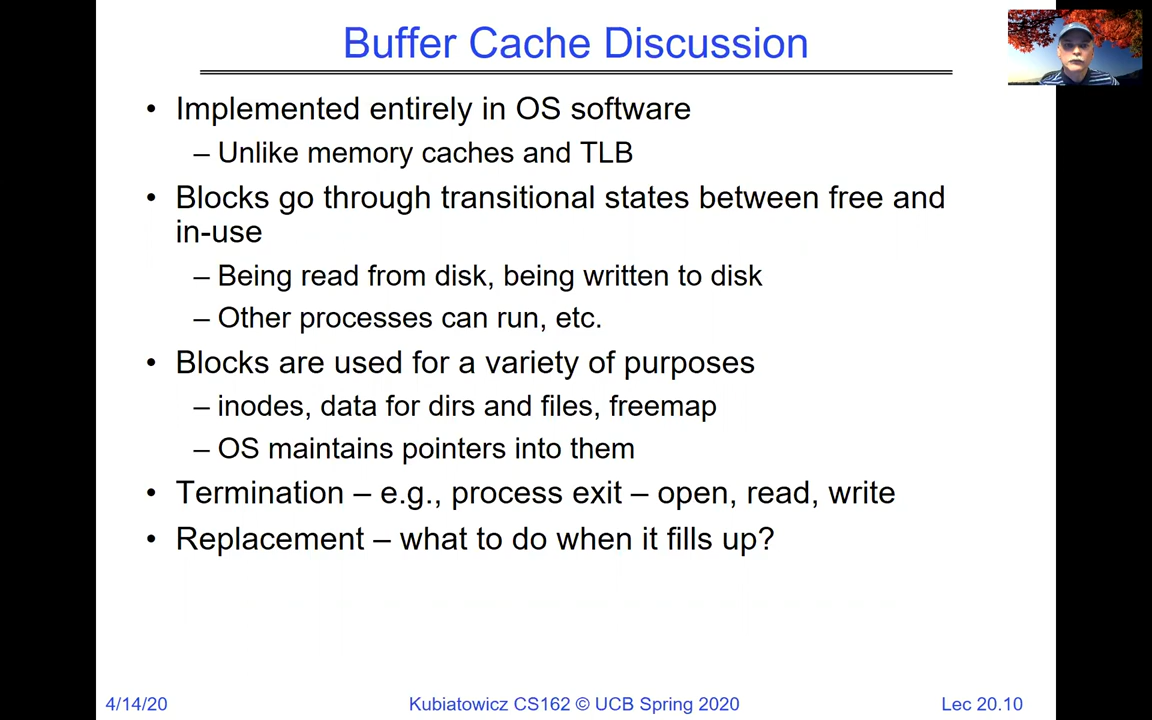 Buffer Cache Discussion
• Implemented entirely in OS software
– Unlike memory caches and TLB
• Blocks go through transitional states between free and
in-use
– Being read from disk, being written to disk
– Other processes can run, etc.
• Blocks are used for a variety of purposes
– inodes, data for dirs and files, freemap
– OS maintains pointers into them
• Termination – e.g., process exit – open, read, write
• Replacement – what to do when it fills up?
4/14/20
Kubiatowicz CS162 © UCB Spring 2020
Lec 20.10